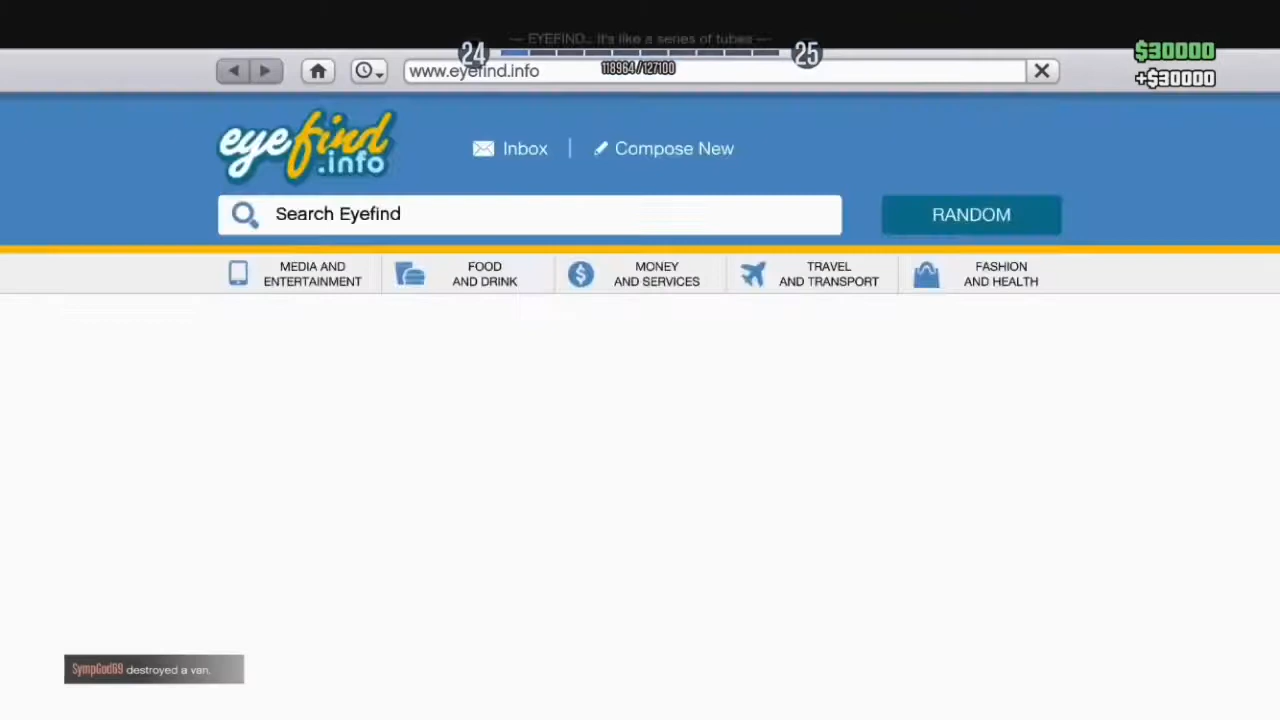 — EYEFIND... It's like a series of tubes —
24
25
118964/127100
$30000
+$30000
www.eyefind.info
eyefind
.info
Inbox
Compose New
Search Eyefind
RANDOM
MEDIA AND
ENTERTAINMENT
FOOD
AND DRINK
MONEY
AND SERVICES
TRAVEL
AND TRANSPORT
FASHION
AND HEALTH
SympGod69 destroyed a van.